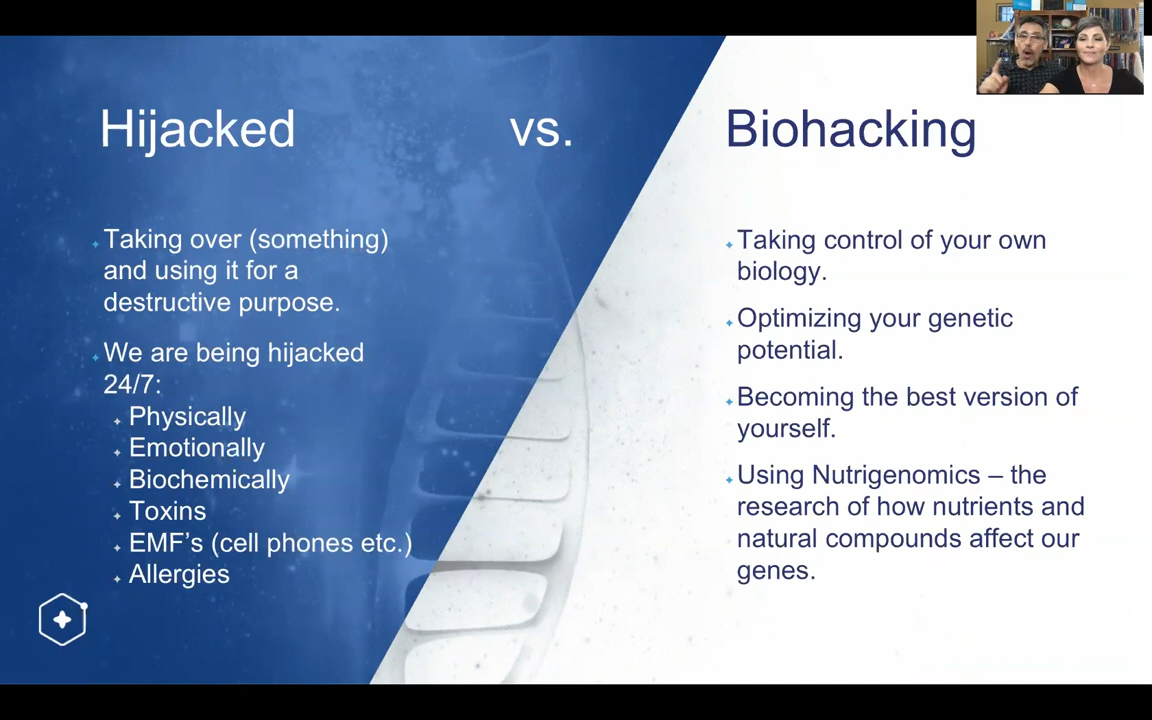 Hijacked
vs.
Biohacking
Taking over (something)
and using it for a
destructive purpose.
We are being hijacked
24/7:
Physically
Emotionally
Biochemically
Toxins
EMF’s (cell phones etc.)
Allergies
Taking control of your own
biology.
Optimizing your genetic
potential.
Becoming the best version of
yourself.
Using Nutrigenomics – the
research of how nutrients and
natural compounds affect our
genes.